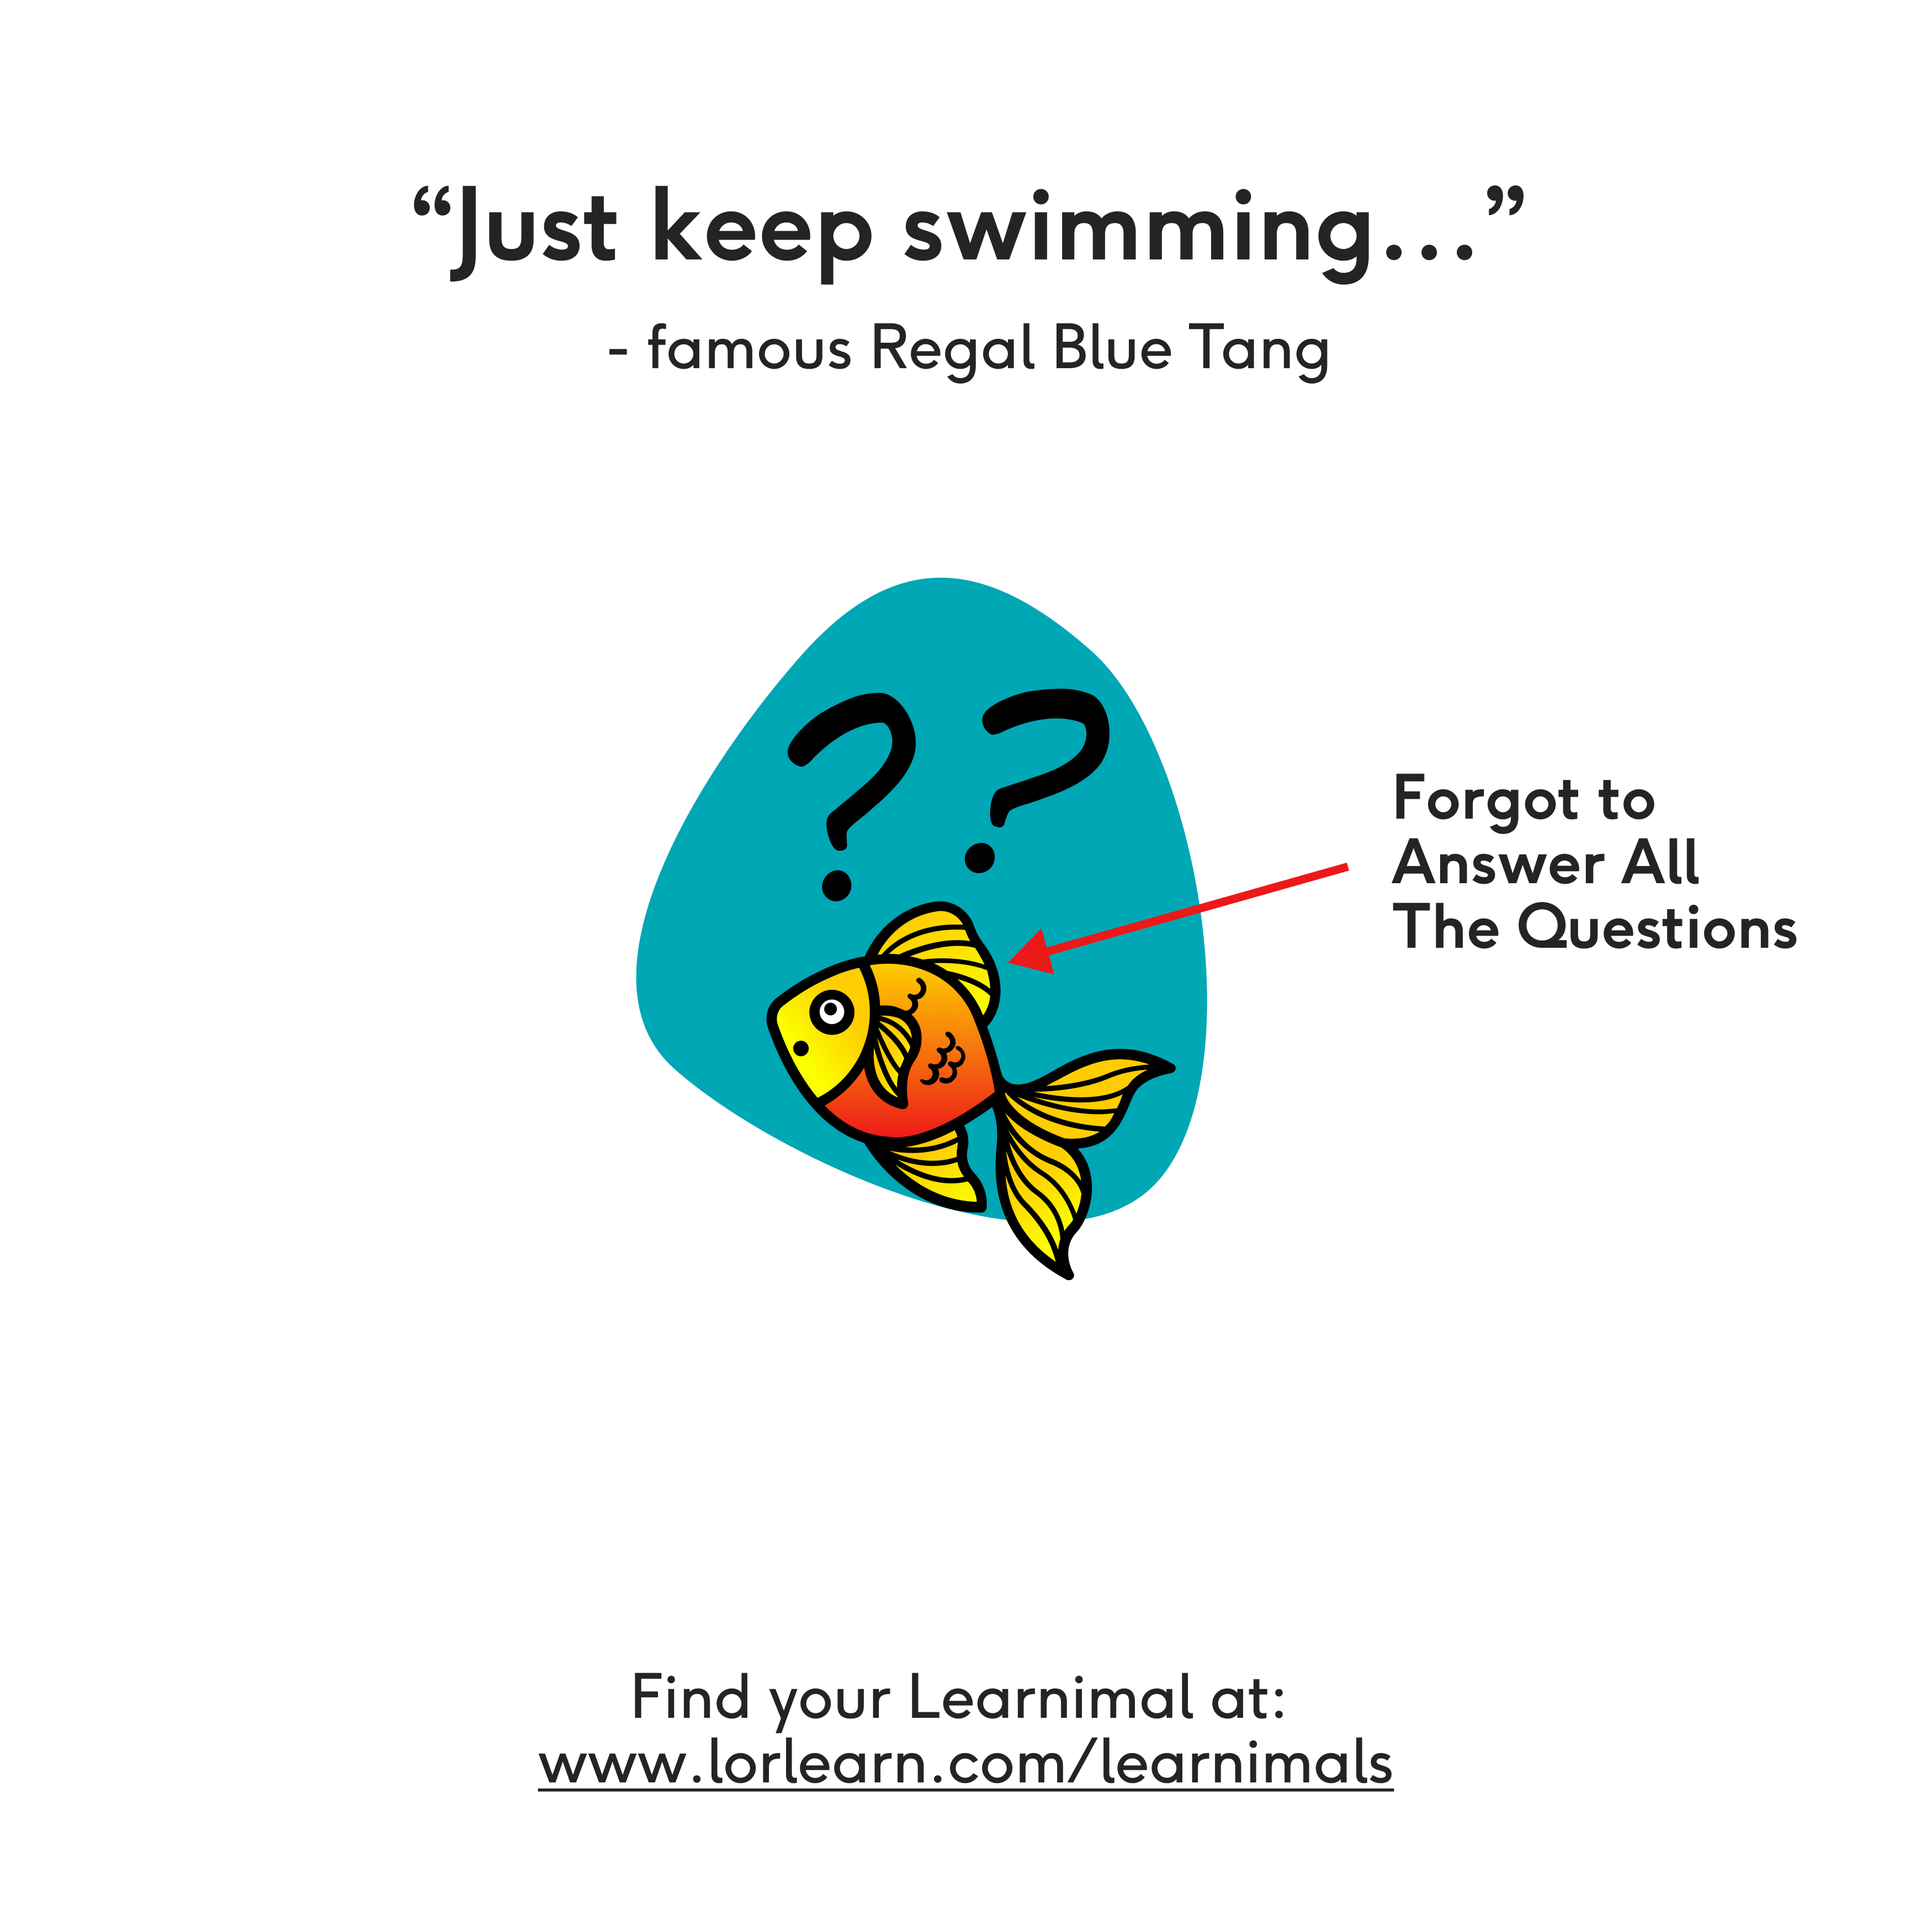 “Just keep swimming...”
- famous Regal Blue Tang
? ?
Forgot to
Answer All
The Questions
Find your Learnimal at:
www.lorlearn.com/learnimals